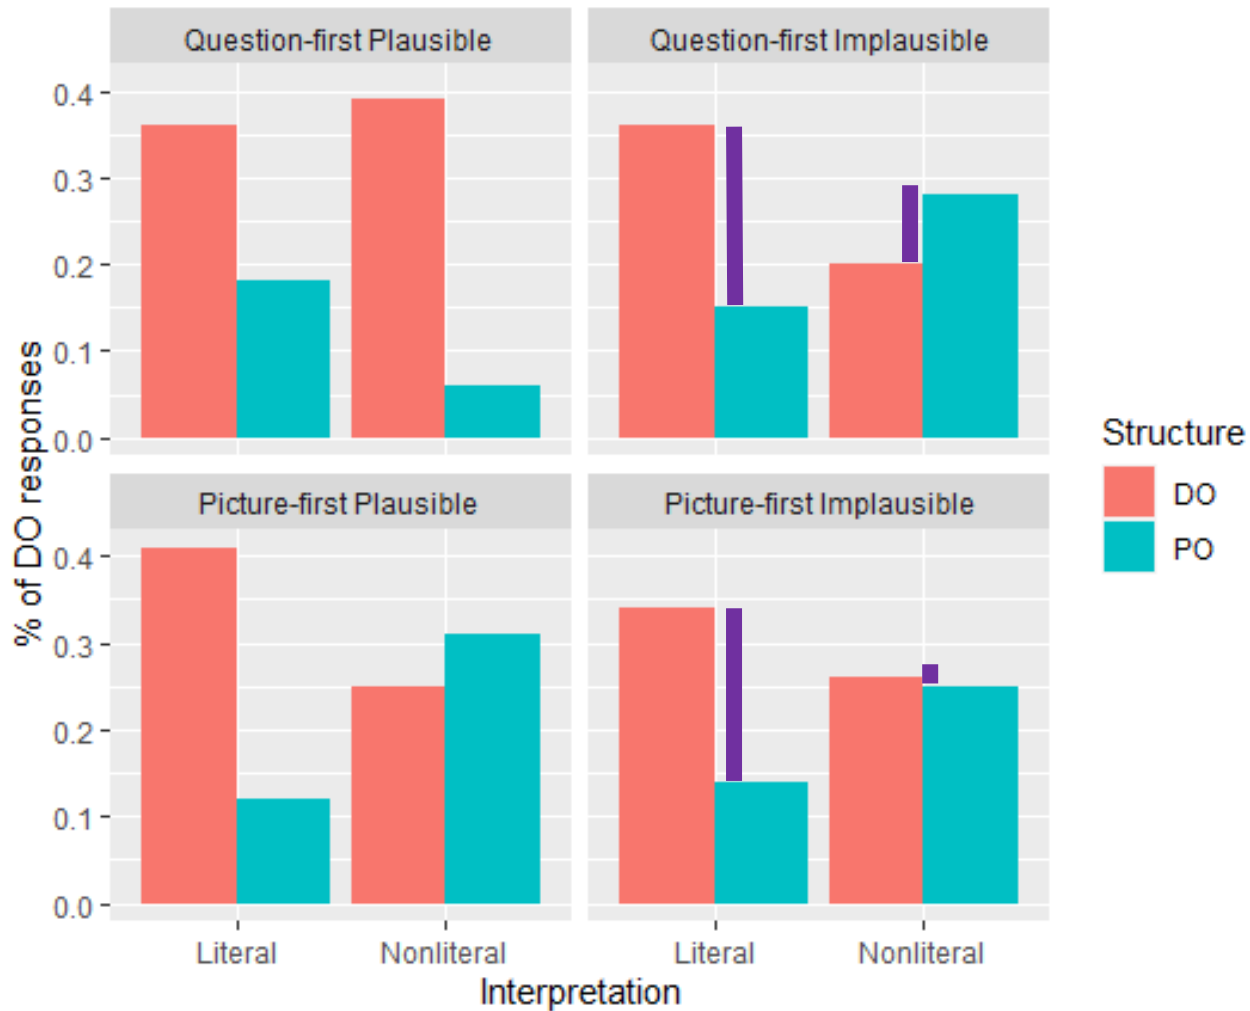 Question-first Plausible
Question-first Implausible
0.4
0.3
0.2
0.1
0.0
Picture-first Plausible
Picture-first Implausible
0.4
0.3
0.2
0.1
0.0
% of DO responses
Literal
Nonliteral
Literal
Nonliteral
Interpretation
Structure
DO
PO